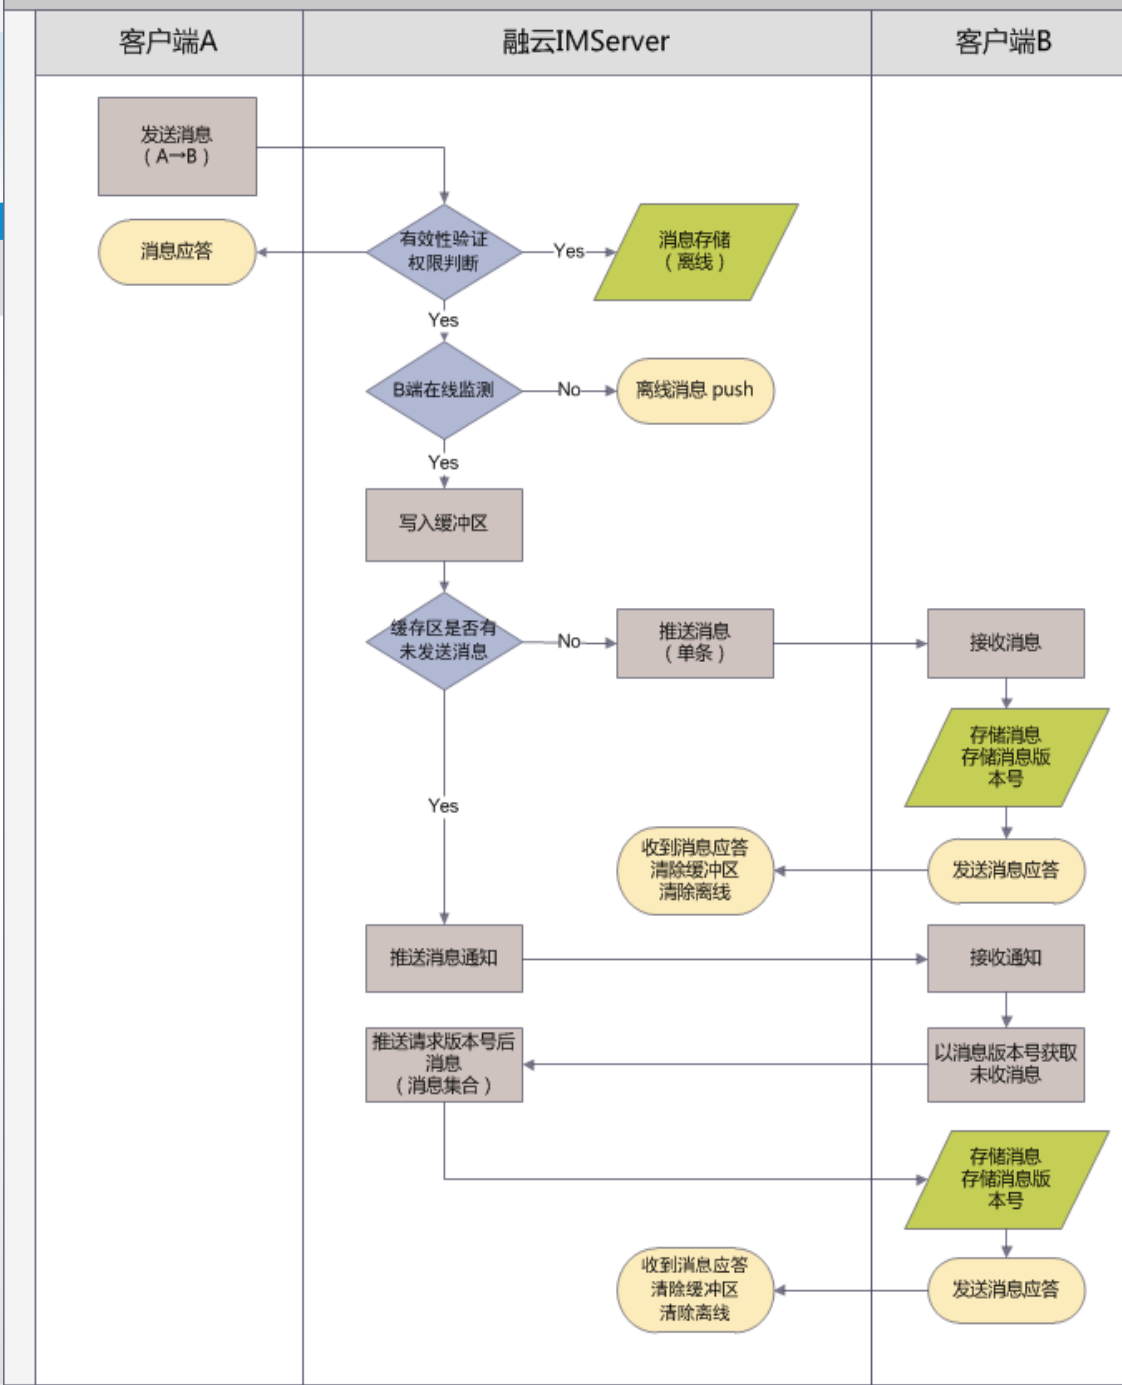 客户端A
融云IMServer
客户端B
发送消息
（A→B）
消息应答
有效性验证
权限判断
Yes
消息存储
（离线）
Yes
B端在线监测
No
离线消息 push
Yes
写入缓冲区
缓存区是否有
未发送消息
No
推送消息
（单条）
接收消息
存储消息
存储消息版
本号
Yes
收到消息应答
清除缓冲区
清除离线
发送消息应答
推送消息通知
接收通知
推送请求版本号后
消息
（消息集合）
以消息版本号获取
未收消息
存储消息
存储消息版
本号
收到消息应答
清除缓冲区
清除离线
发送消息应答